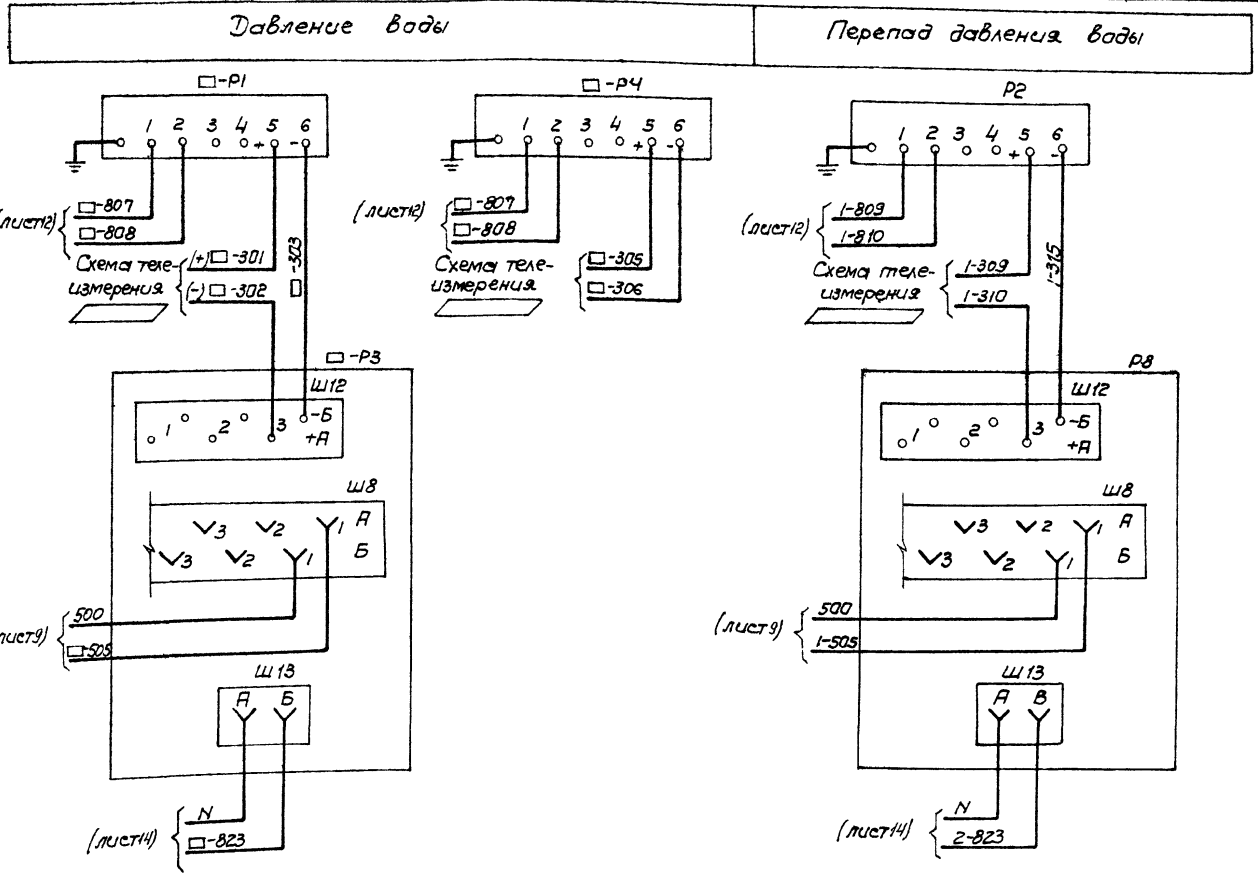 Давление воды
Перепад давления воды
□-Р1
1 2 3 4 + 5 - 6
(лист12)
□-807
□-808
Схема теле-
измерения
(+) □-301
(-) □-302
□-303
□-Р4
1 2 3 4 + 5 - 6
(лист12)
□-807
□-808
Схема теле-
измерения
□-305
□-306
Р2
1 2 3 4 + 5 - 6
(лист12)
1-809
1-810
Схема теле-
измерения
1-309
1-310
1-315
□-Р3
Ш12
1 2 3 -Б
+А
Ш8
3 2 1 А
3 2 1 Б
(лист9)
500
□-505
Ш13
А Б
(лист14)
N
□-823
Р8
Ш12
1 2 3 -Б
+А
Ш8
3 2 1 А
3 2 1 Б
(лист9)
500
1-505
Ш13
А В
(лист14)
N
2-823